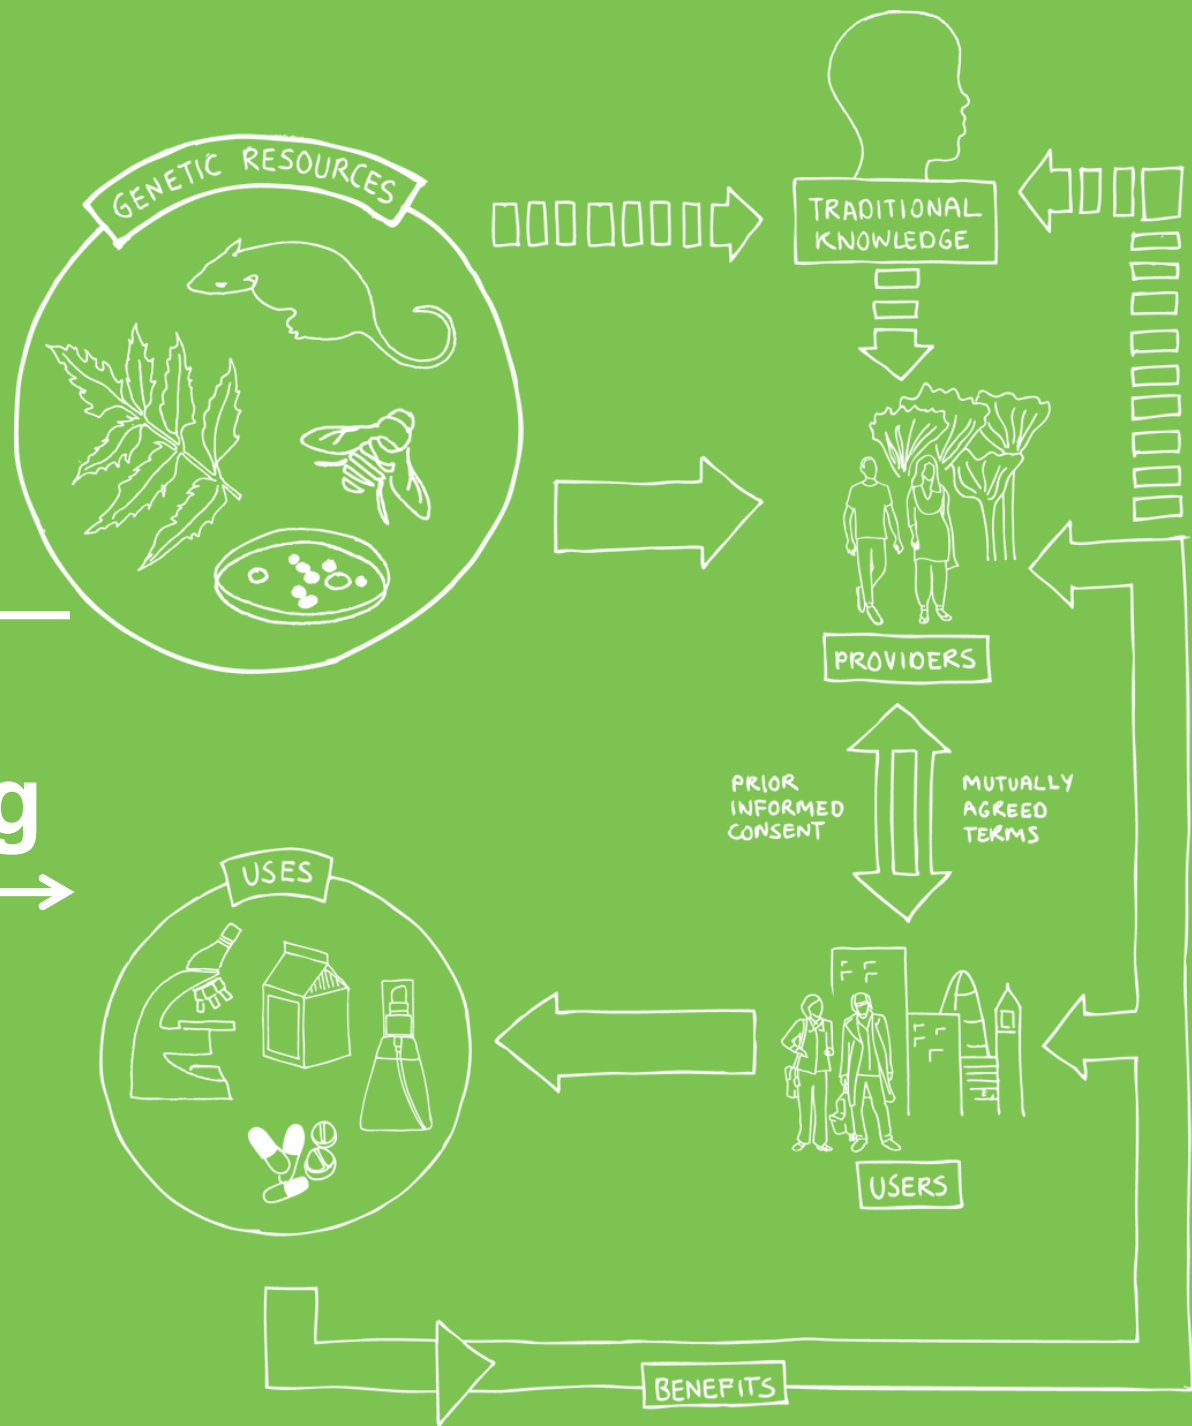 GENETIC RESOURCES
TRADITIONAL
KNOWLEDGE
PROVIDERS
PRIOR
INFORMED
CONSENT
MUTUALLY
AGREED
TERMS
g
USES
USERS
BENEFITS